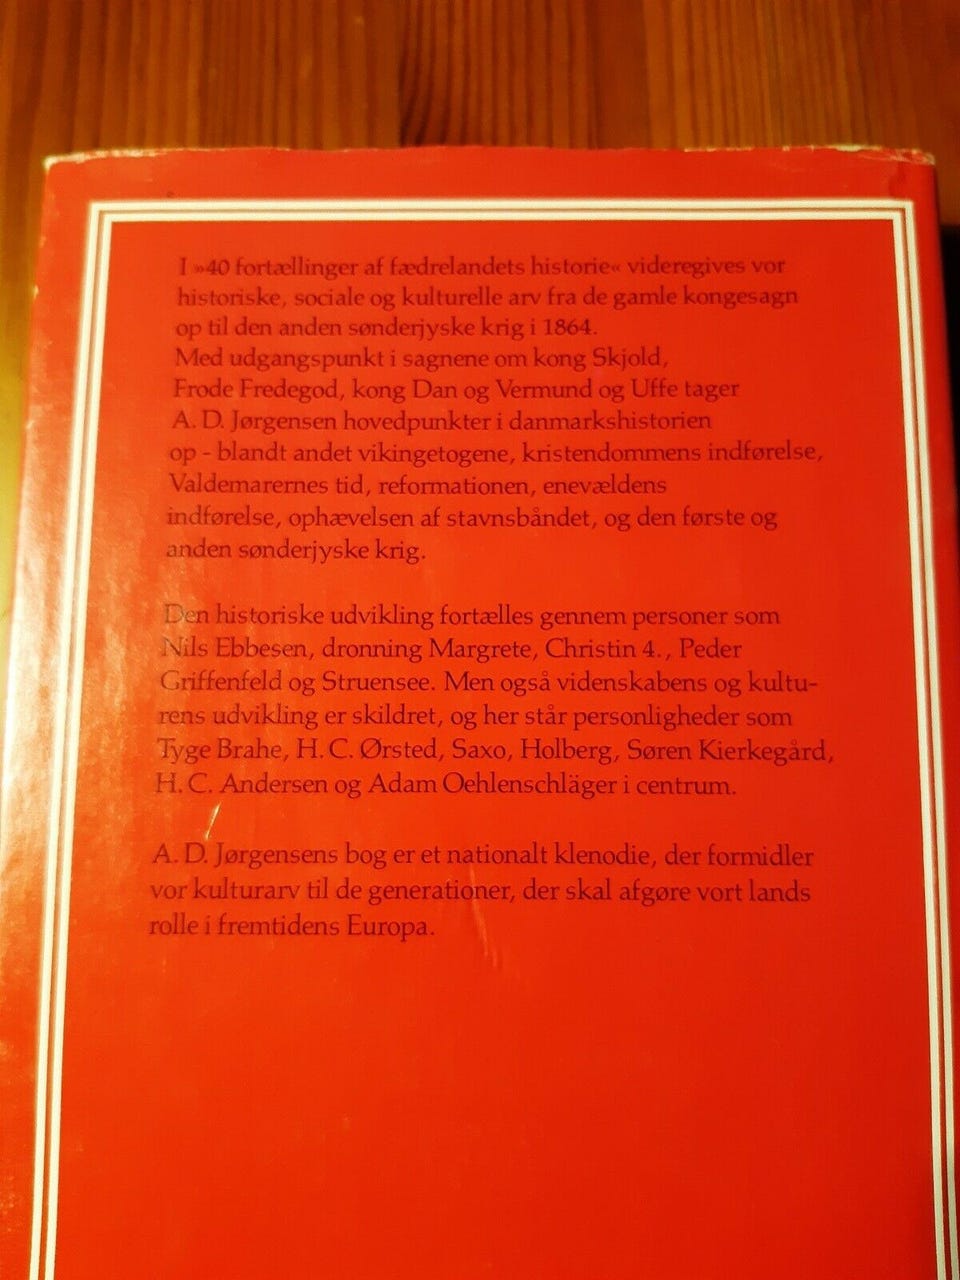 I »40 fortællinger af fædrelandets historie« videregives vor
historiske, sociale og kulturelle arv fra de gamle kongesagn
op til den anden sønderjyske krig i 1864.
Med udgangspunkt i sagnene om kong Skjold,
Frode Fredegod, kong Dan og Vermund og Uffe tager
A. D. Jørgensen hovedpunkter i danmarkshistorien
op - blandt andet vikingetogene, kristendommens indførelse,
Valdemarernes tid, reformationen, enevældens
indførelse, ophævelsen af stavnsbåndet, og den første og
anden sønderjyske krig.
Den historiske udvikling fortælles gennem personer som
Nils Ebbesen, dronning Margrete, Christin 4., Peder
Griffenfeld og Struensee. Men også videnskabens og kultu-
rens udvikling er skildret, og her står personligheder som
Tyge Brahe, H. C. Ørsted, Saxo, Holberg, Søren Kierkegård,
H. C. Andersen og Adam Oehlenschläger i centrum.
A. D. Jørgensens bog er et nationalt klenodie, der formidler
vor kulturarv til de generationer, der skal afgøre vort lands
rolle i fremtidens Europa.